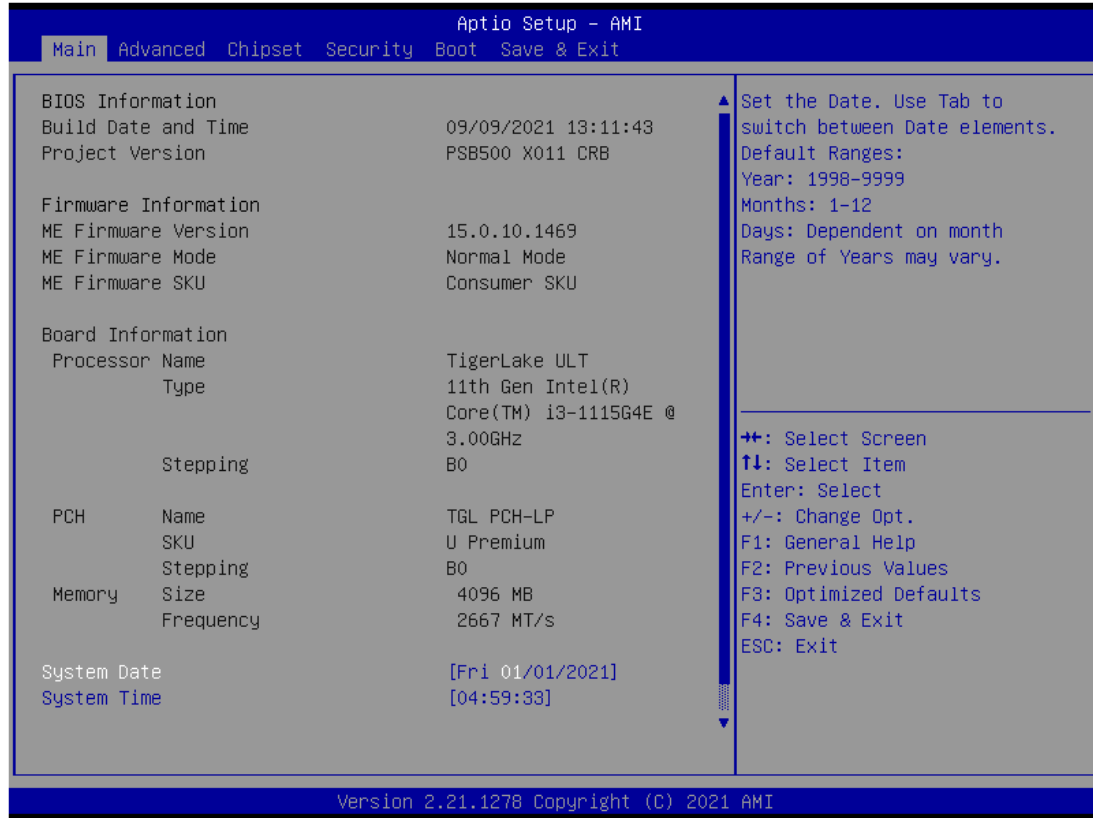 Aptio Setup – AMI
Main Advanced Chipset Security Boot Save & Exit
BIOS Information
Build Date and Time 09/09/2021 13:11:43
Project Version PSB500 X011 CRB
Firmware Information
ME Firmware Version 15.0.10.1469
ME Firmware Mode Normal Mode
ME Firmware SKU Consumer SKU
Board Information
Processor Name TigerLake ULT
Type 11th Gen Intel(R)
Core(TM) i3-1115G4E @
3.00GHz
Stepping B0
PCH Name TGL PCH-LP
SKU U Premium
Stepping B0
Memory Size 4096 MB
Frequency 2667 MT/s
System Date [Fri 01/01/2021]
System Time [04:59:33]
Set the Date. Use Tab to
switch between Date elements.
Default Ranges:
Year: 1998-9999
Months: 1-12
Days: Dependent on month
Range of Years may vary.
→←: Select Screen
↑↓: Select Item
Enter: Select
+/-: Change Opt.
F1: General Help
F2: Previous Values
F3: Optimized Defaults
F4: Save & Exit
ESC: Exit
Version 2.21.1278 Copyright (C) 2021 AMI